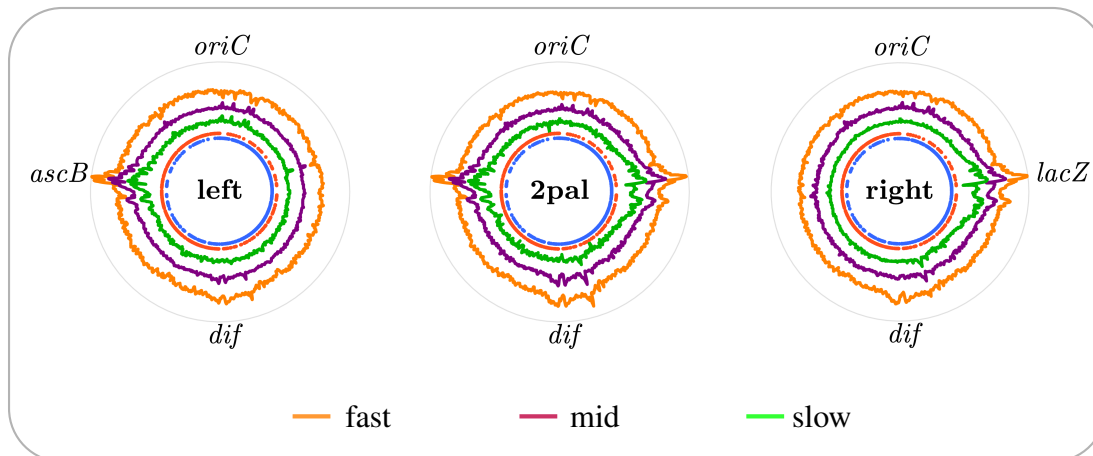 oriC oriC oriC
ascB left 2pal right lacZ
dif dif dif
fast mid slow